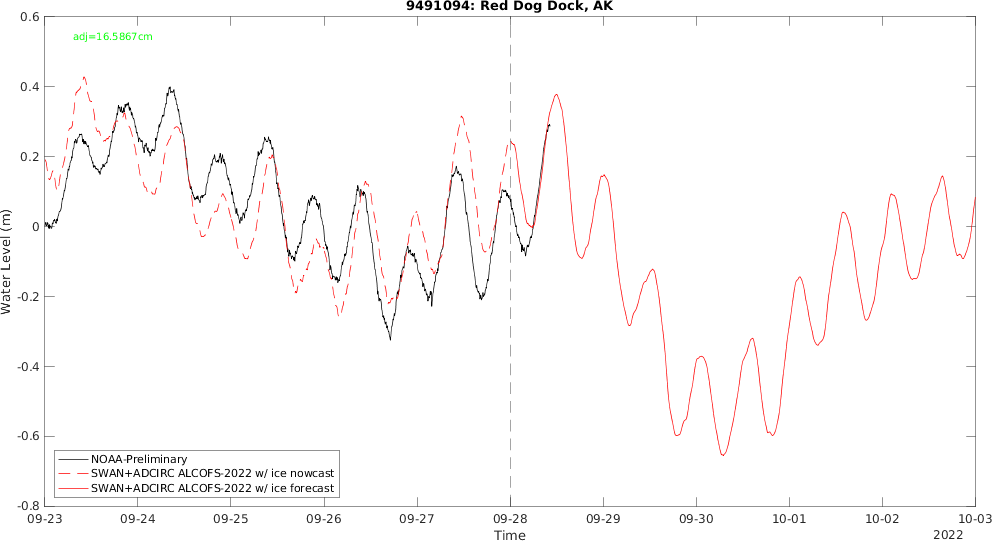 9491094: Red Dog Dock, AK
adj=16.5867cm
0.6
0.4
0.2
0
-0.2
-0.4
-0.6
-0.8
Water Level (m)
NOAA-Preliminary
SWAN+ADCIRC ALCOFS-2022 w/ ice nowcast
SWAN+ADCIRC ALCOFS-2022 w/ ice forecast
09-23 09-24 09-25 09-26 09-27 09-28 09-29 09-30 10-01 10-02 10-03
Time
2022